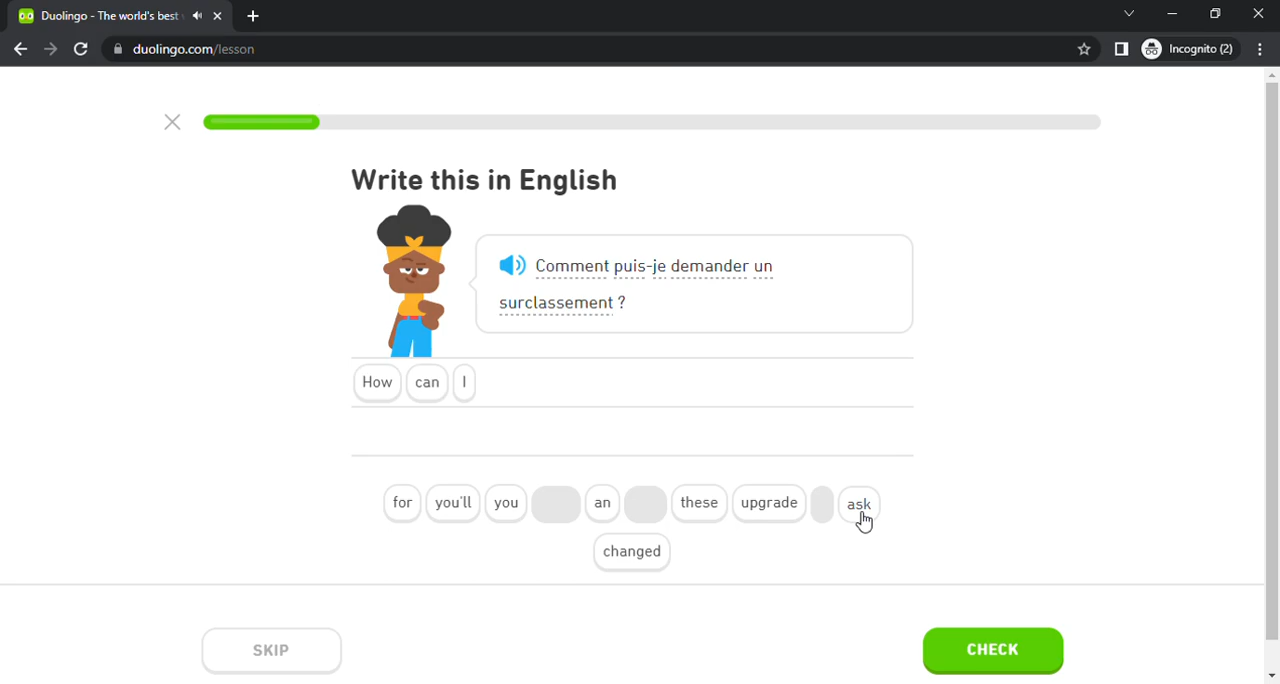 Duolingo - The world's best
duolingo.com/lesson
Incognito (2)
Write this in English
Comment puis-je demander un
surclassement ?
How can I
for you'll you an these upgrade ask
changed
SKIP
CHECK